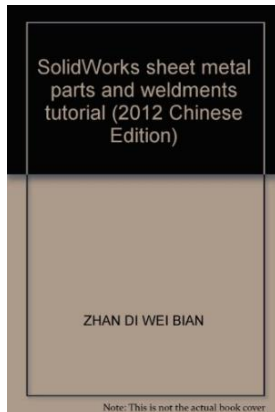 SolidWorks sheet metal
parts and weldments
tutorial (2012 Chinese
Edition)
ZHAN DI WEI BIAN
Note: This is not the actual book cover